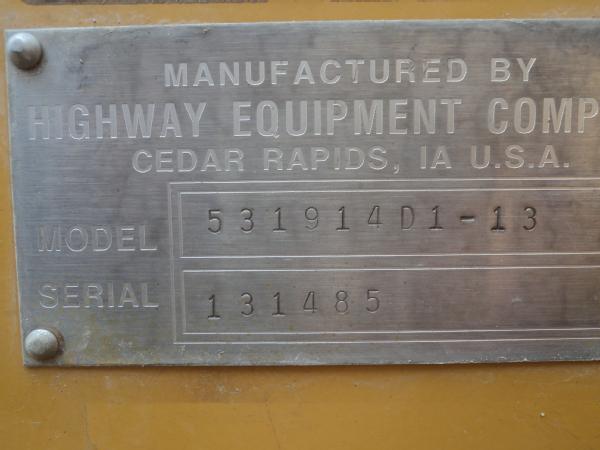 MANUFACTURED BY
HIGHWAY EQUIPMENT COMP
CEDAR RAPIDS, IA U.S.A.
MODEL 531914D1-13
SERIAL 131485